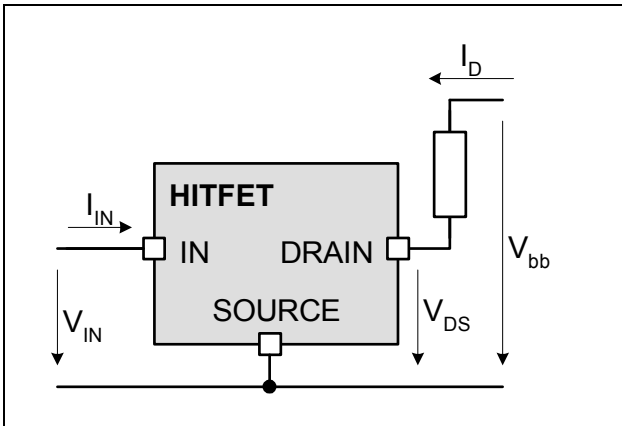 I_D
HITFET
I_IN
IN
DRAIN
V_bb
SOURCE
V_IN
V_DS